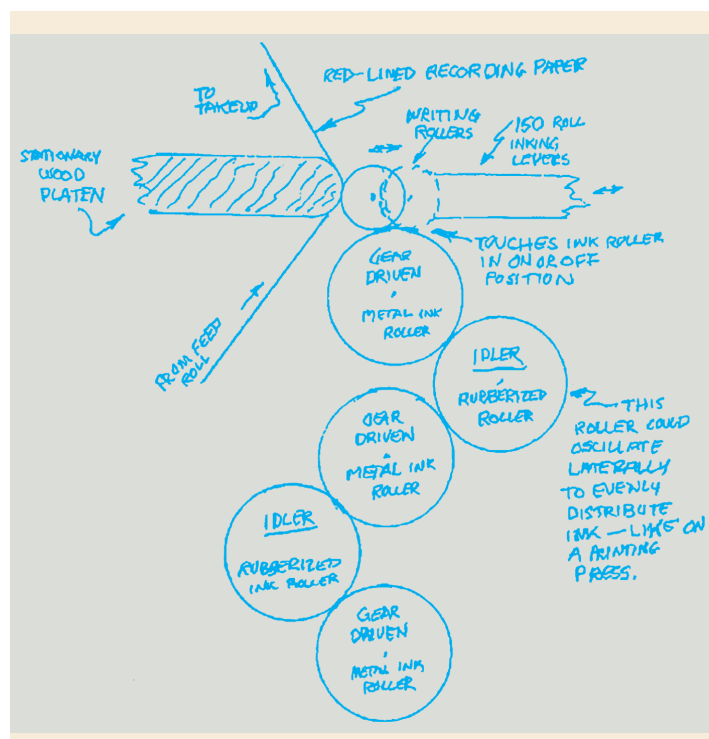 RED-LINED RECORDING PAPER
TO
TAKEUP
WRITING
ROLLERS
150 ROLL
INKING
LEVERS
STATIONARY
WOOD
PLATEN
TOUCHES INK ROLLER
IN ON OR OFF
POSITION
GEAR
DRIVEN
METAL INK
ROLLER
FROM FEED
ROLL
IDLER
RUBBERIZED
ROLLER
THIS
ROLLER COULD
OSCILLATE
LATERALLY
TO EVENLY
DISTRIBUTE
INK — LIKE ON
A PRINTING
PRESS.
GEAR
DRIVEN
METAL INK
ROLLER
IDLER
RUBBERIZED
INK ROLLER
GEAR
DRIVEN
METAL INK
ROLLER